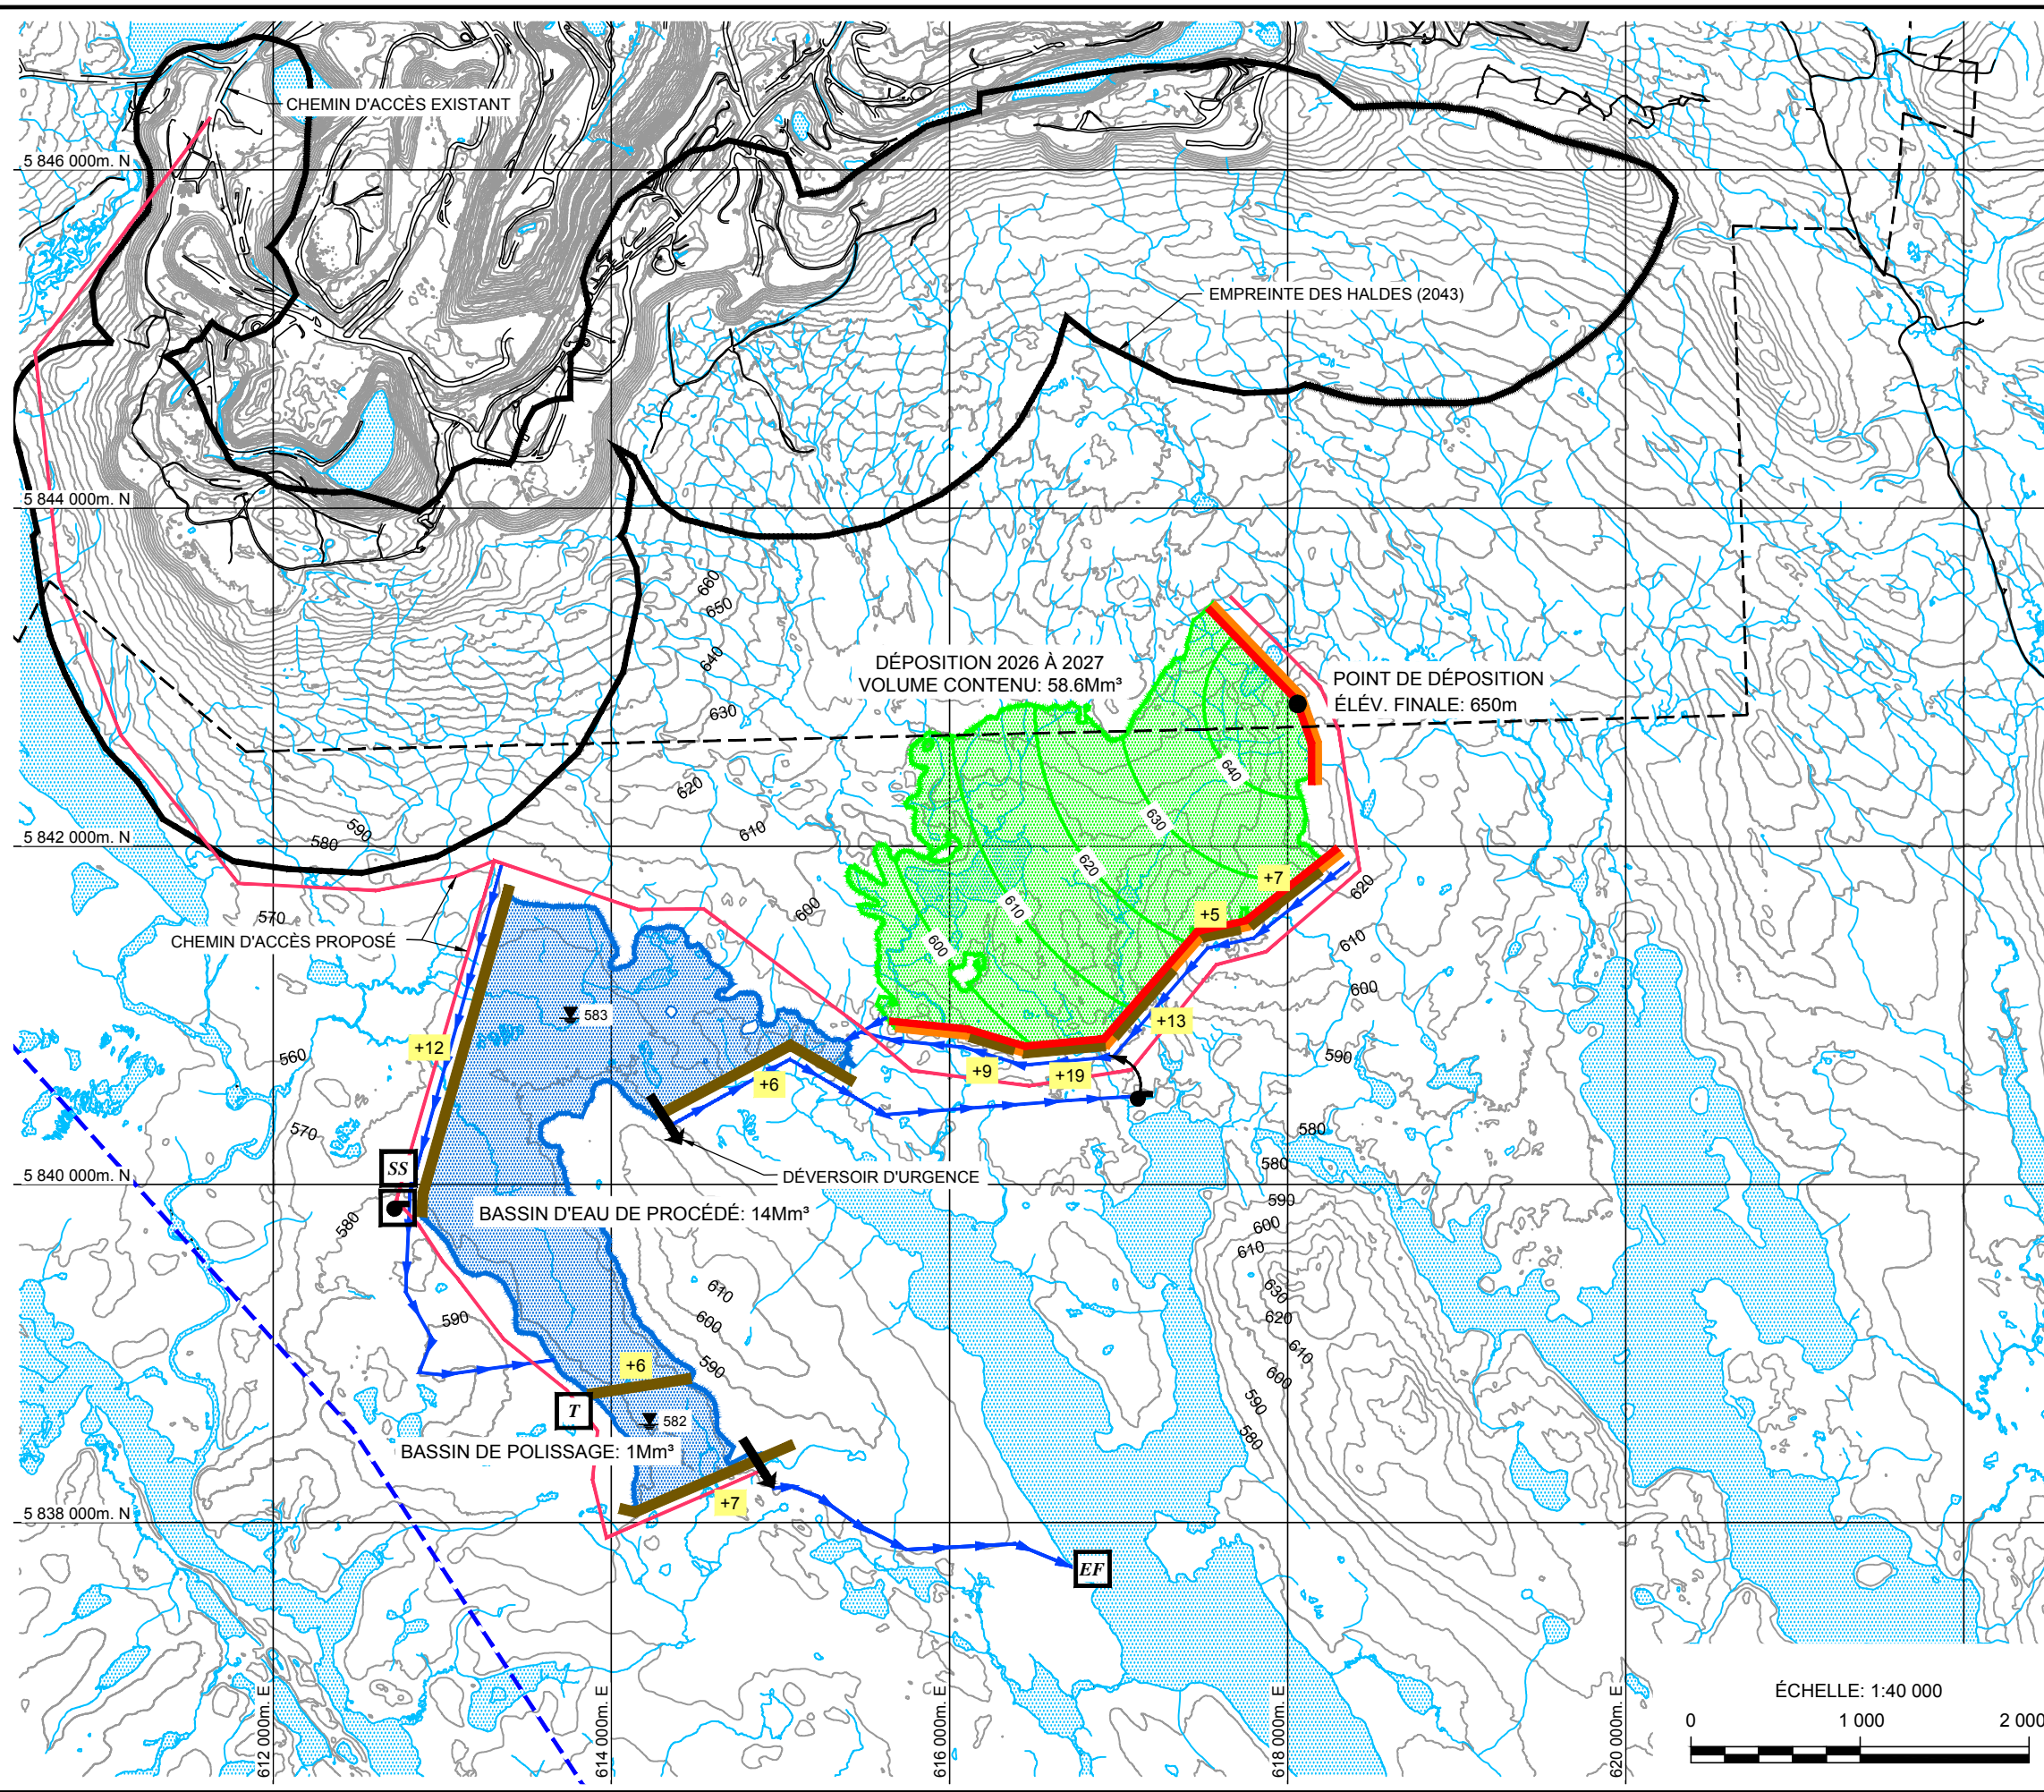 CHEMIN D'ACCÈS EXISTANT
5 846 000m. N
EMPREINTE DES HALDES (2043)
5 844 000m. N
660
650
640
630
620
610
600
DÉPOSITION 2026 À 2027
VOLUME CONTENU: 58.6Mm³
POINT DE DÉPOSITION
ÉLÉV. FINALE: 650m
640
630
620
610
600
590
580
5 842 000m. N
570
+7
+5
620
610
600
590
580
CHEMIN D'ACCÈS PROPOSÉ
583
+12
+13
560
+6
+9
+19
570
SS
5 840 000m. N
DÉVERSOIR D'URGENCE
580
590
600
610
630
620
610
600
590
580
BASSIN D'EAU DE PROCÉDÉ: 14Mm³
580
590
610
600
590
+6
T
582
BASSIN DE POLISSAGE: 1Mm³
+7
5 838 000m. N
EF
612 000m. E
614 000m. E
616 000m. E
618 000m. E
620 000m. E
ÉCHELLE: 1:40 000
0 1 000 2 000